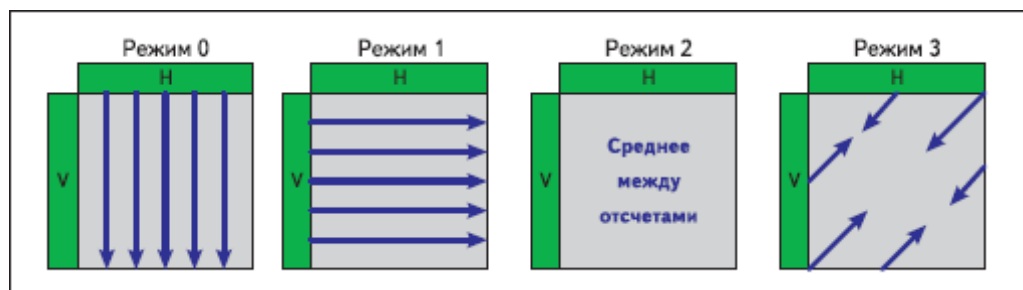 Режим 0
Режим 1
Режим 2
Режим 3
H
H
H
H
V
V
V
V
Среднее
между
отсчетами